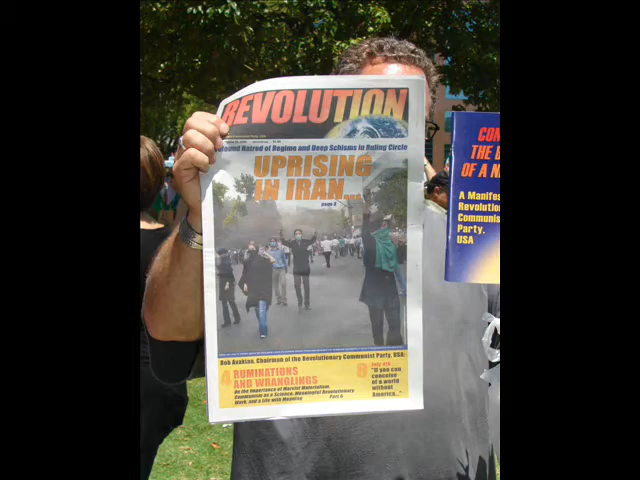 REVOLUTION
Hatred of Regime and Deep Schisms in Ruling Circle
UPRISING
IN IRAN...
page 3
Bob Avakian, Chairman of the Revolutionary Communist Party, USA:
4 RUMINATIONS
AND WRANGLINGS
on the Importance of Marxist Materialism,
Communism as a Science, Meaningful Revolutionary
Work, and a Life with Meaning Part 6
8 July 4th...
"If you can
conceive
of a world
without
America..."
CON
THE B
OF A N
A Manifes
Revolutio
Communis
Party,
USA